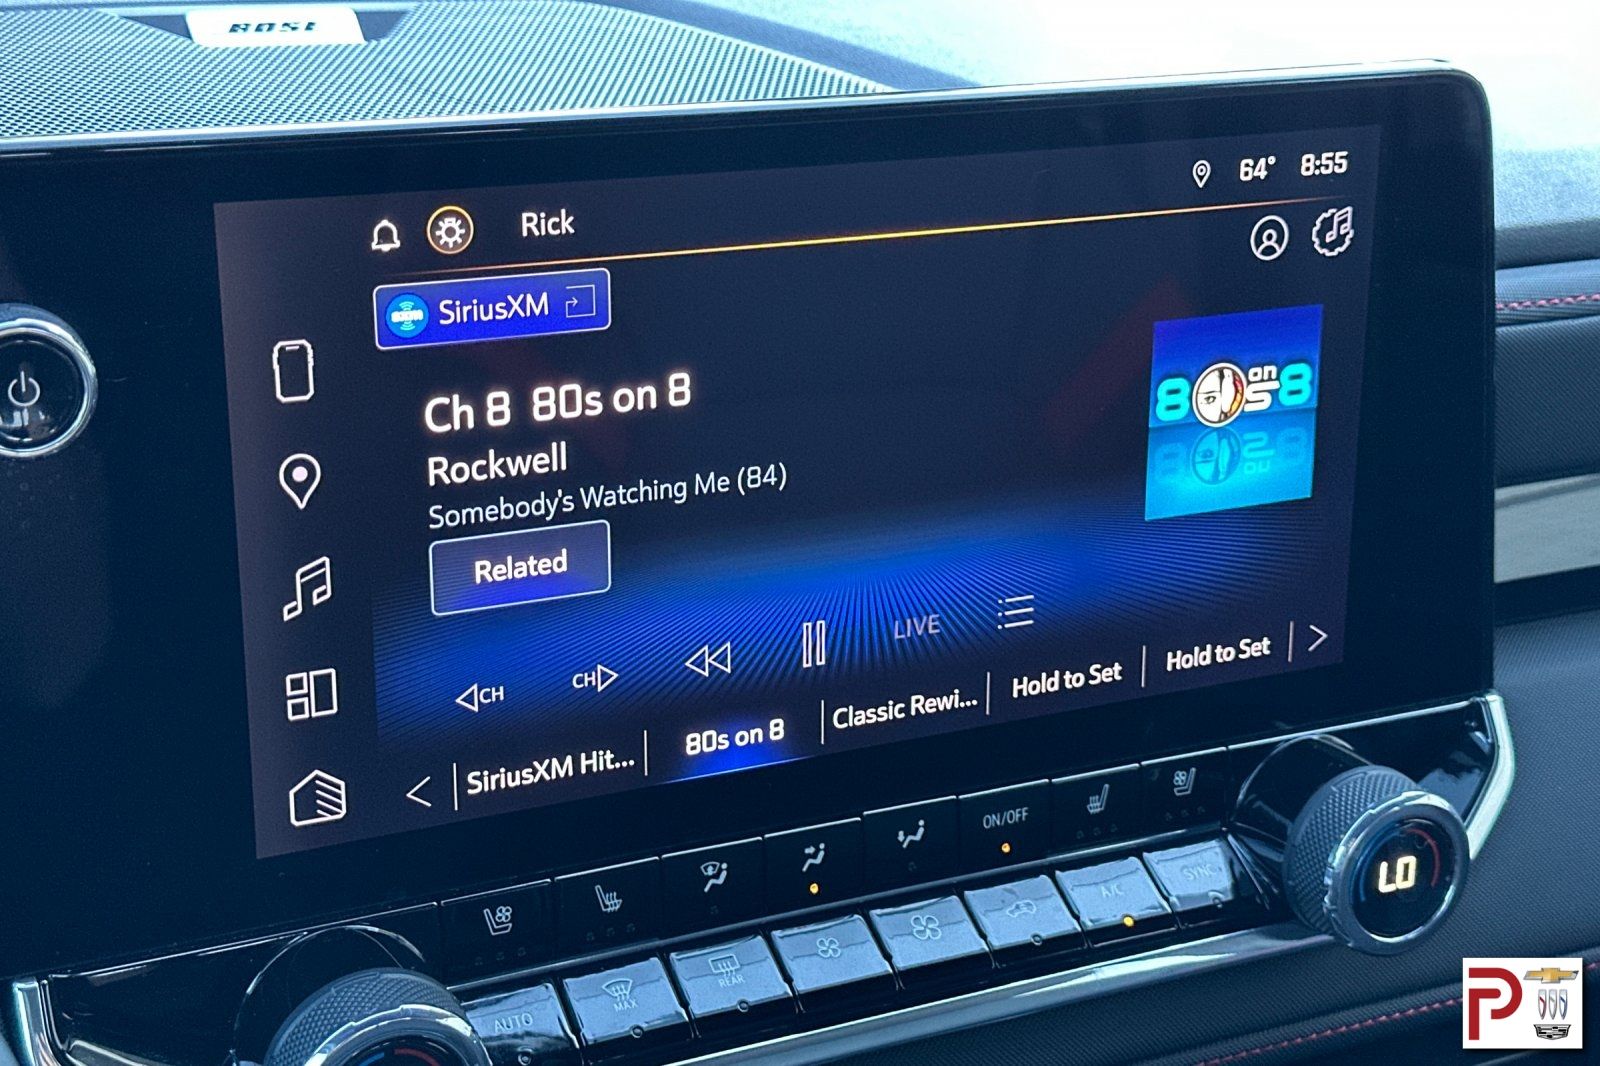 BOSE
64° 8:55
Rick
SiriusXM
Ch 8 80s on 8
Rockwell
Somebody's Watching Me (84)
Related
80s on 8
CH
CH
LIVE
SiriusXM Hit...
80s on 8
Classic Rewi...
Hold to Set
Hold to Set
ON/OFF
LO
AUTO
MAX
REAR
A/C
SYNC
P